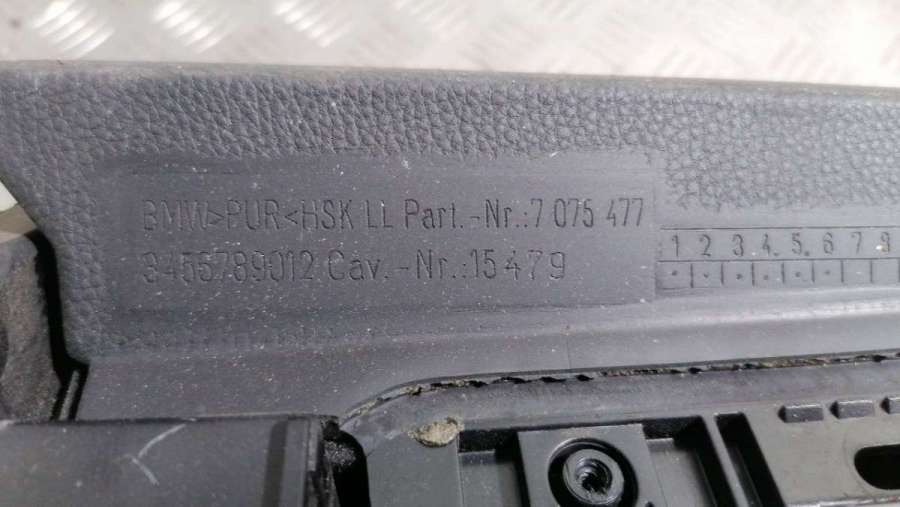 BMW>PUR<HSK LL Part.-Nr.:7 075 477
3456789012 Cav.-Nr.:15479
1 2 3 4 5 6 7 8